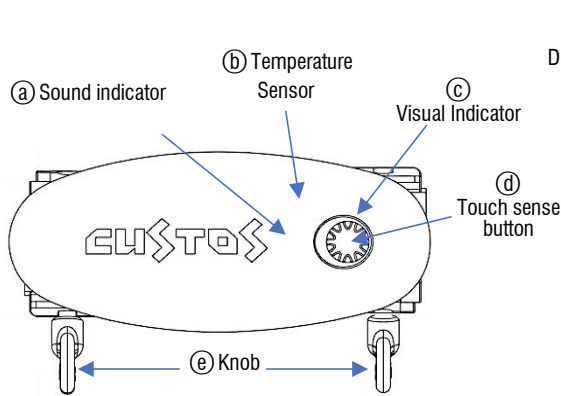 ⓑ Temperature
Sensor
D
ⓐ Sound indicator
ⓒ
Visual Indicator
ⓓ
Touch sense
button
CUSTOS
ⓔ Knob